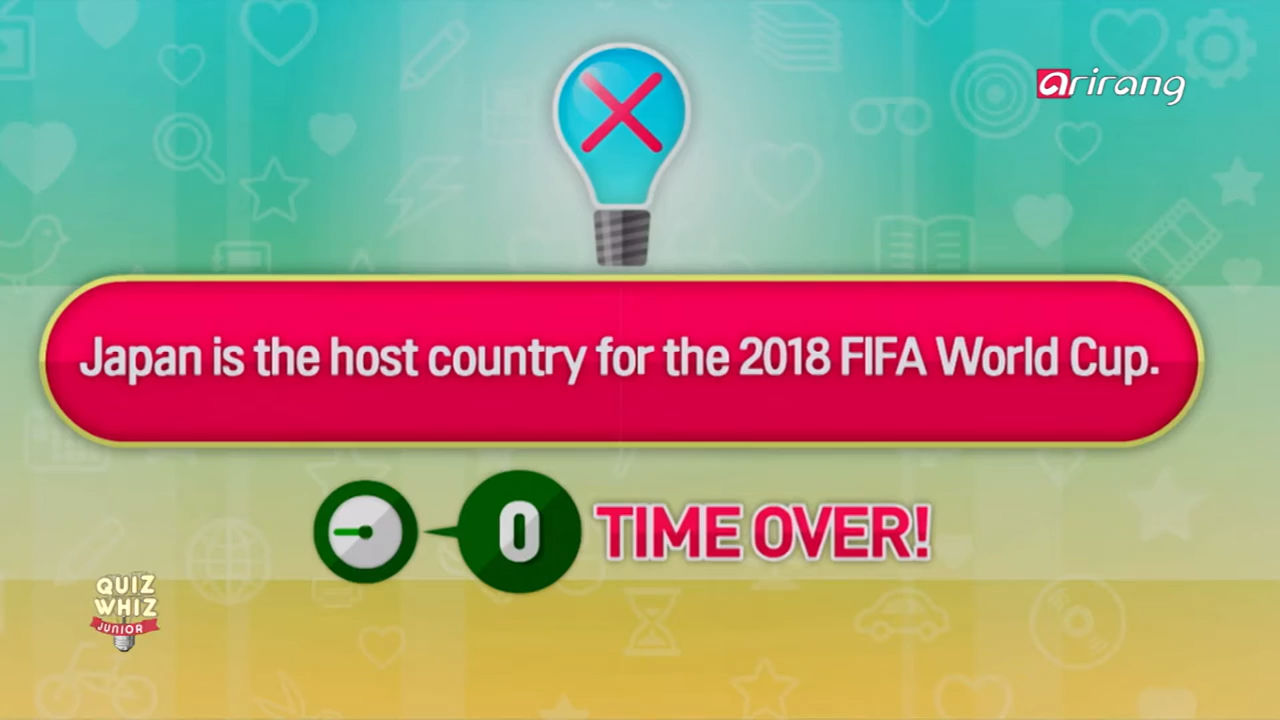 arirang
Japan is the host country for the 2018 FIFA World Cup.
0 TIME OVER!
QUIZ
WHIZ
JUNIOR